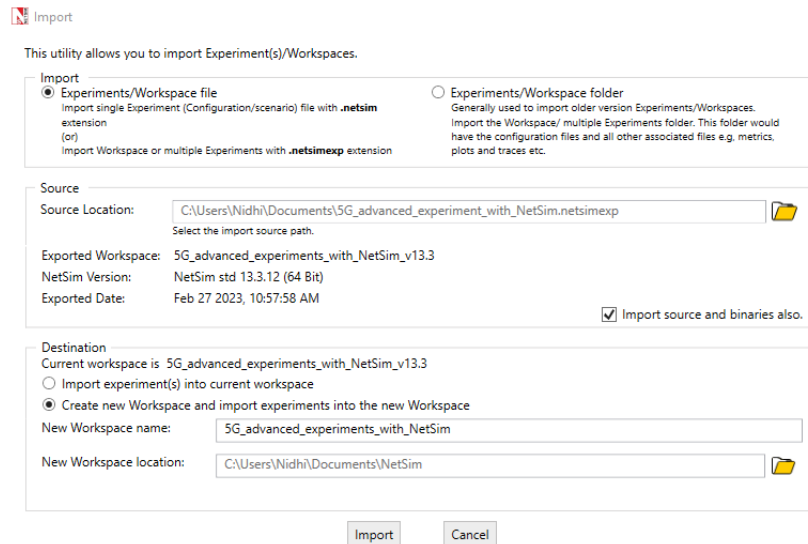 Import
This utility allows you to import Experiment(s)/Workspaces.
Import
Experiments/Workspace file
Import single Experiment (Configuration/scenario) file with .netsim
extension
(or)
Import Workspace or multiple Experiments with .netsimexp extension
Experiments/Workspace folder
Generally used to import older version Experiments/Workspaces.
Import the Workspace/ multiple Experiments folder. This folder would
have the configuration files and all other associated files e.g, metrics,
plots and traces etc.
Source
Source Location: C:\Users\Nidhi\Documents\5G_advanced_experiment_with_NetSim.netsimexp
Select the import source path.
Exported Workspace: 5G_advanced_experiments_with_NetSim_v13.3
NetSim Version: NetSim std 13.3.12 (64 Bit)
Exported Date: Feb 27 2023, 10:57:58 AM
Import source and binaries also.
Destination
Current workspace is 5G_advanced_experiments_with_NetSim_v13.3
Import experiment(s) into current workspace
Create new Workspace and import experiments into the new Workspace
New Workspace name: 5G_advanced_experiments_with_NetSim
New Workspace location: C:\Users\Nidhi\Documents\NetSim
Import Cancel